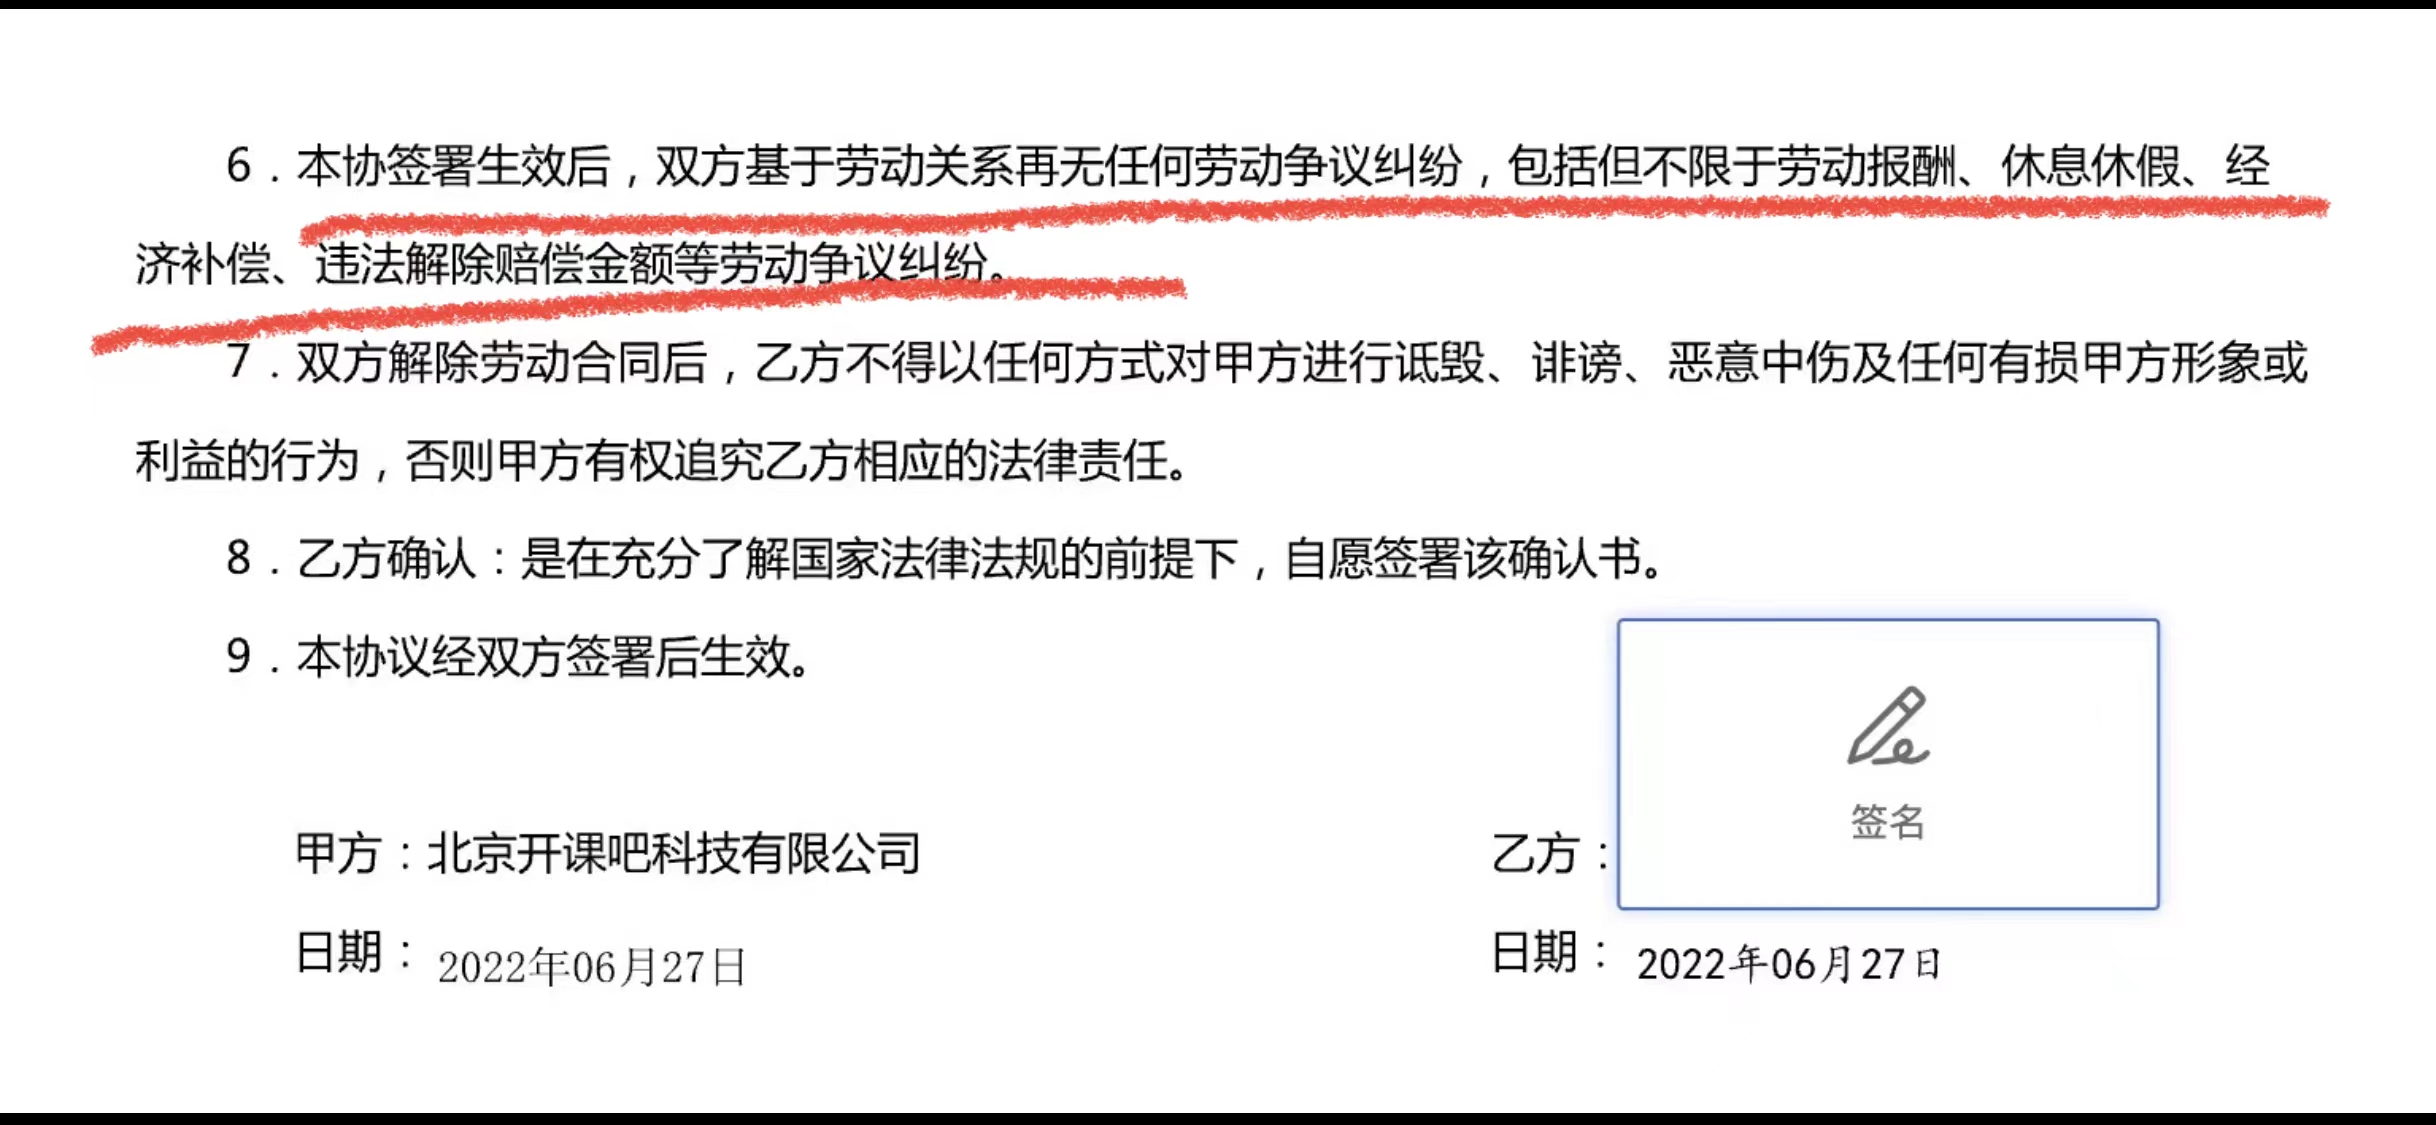 6．本协签署生效后，双方基于劳动关系再无任何劳动争议纠纷，包括但不限于劳动报酬、休息休假、经
济补偿、违法解除赔偿金额等劳动争议纠纷。
7．双方解除劳动合同后，乙方不得以任何方式对甲方进行诋毁、诽谤、恶意中伤及任何有损甲方形象或
利益的行为，否则甲方有权追究乙方相应的法律责任。
8．乙方确认：是在充分了解国家法律法规的前提下，自愿签署该确认书。
9．本协议经双方签署后生效。
签名
甲方：北京开课吧科技有限公司 乙方：
日期： 2022年06月27日 日期： 2022年06月27日